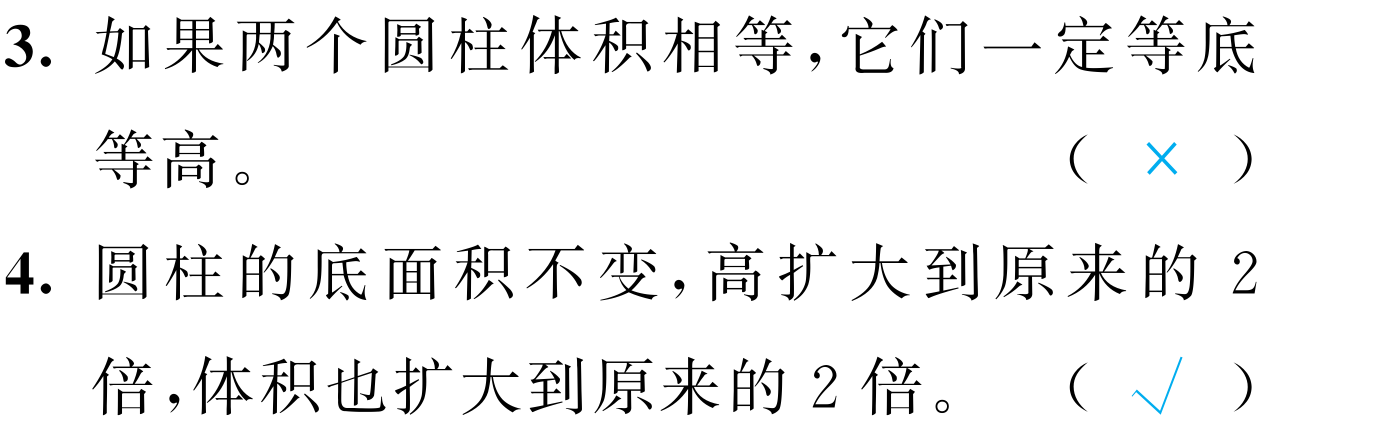 3. 如果两个圆柱体积相等,它们一定等底
等高。 ( × )
4. 圆柱的底面积不变,高扩大到原来的 2
倍,体积也扩大到原来的 2 倍。 ( √ )